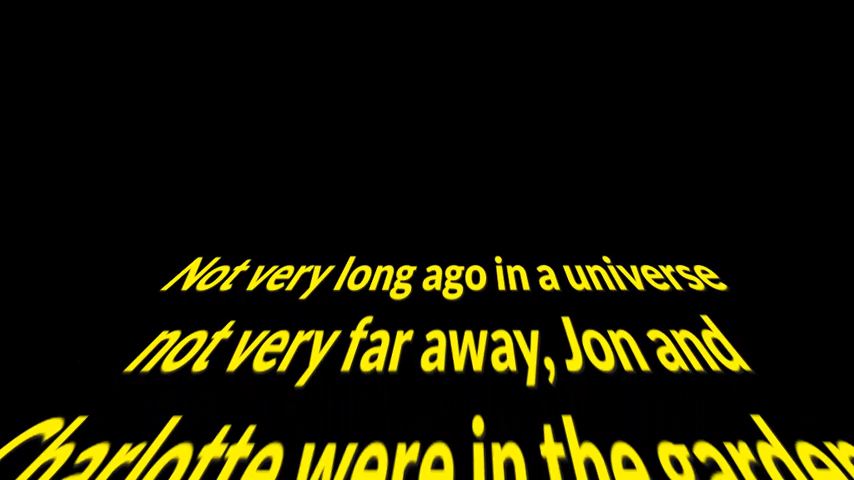 Not very long ago in a universe
not very far away, Jon and
Charlotte were in the garden